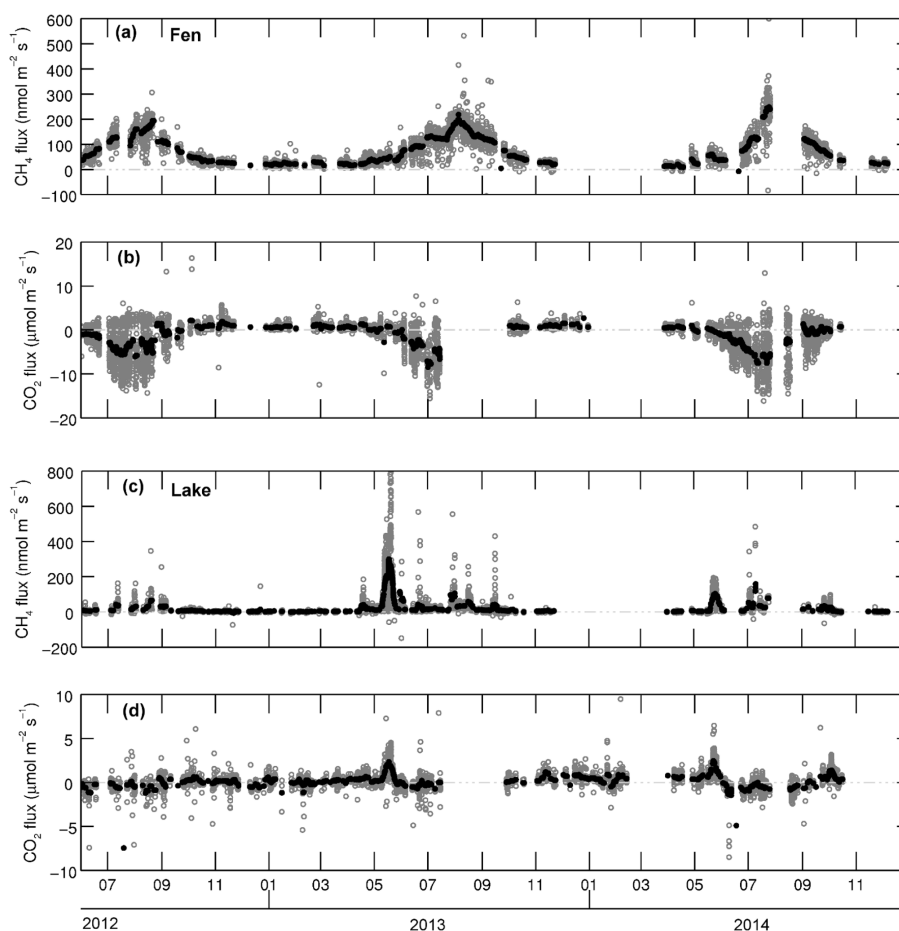 (a) Fen
CH₄ flux (nmol m⁻² s⁻¹)
600
500
400
300
200
100
0
−100
(b)
CO₂ flux (μmol m⁻² s⁻¹)
20
10
0
−10
−20
(c) Lake
CH₄ flux (nmol m⁻² s⁻¹)
800
600
400
200
0
−200
(d)
CO₂ flux (μmol m⁻² s⁻¹)
10
5
0
−5
−10
07 09 11 01 03 05 07 09 11 01 03 05 07 09 11
2012 2013 2014